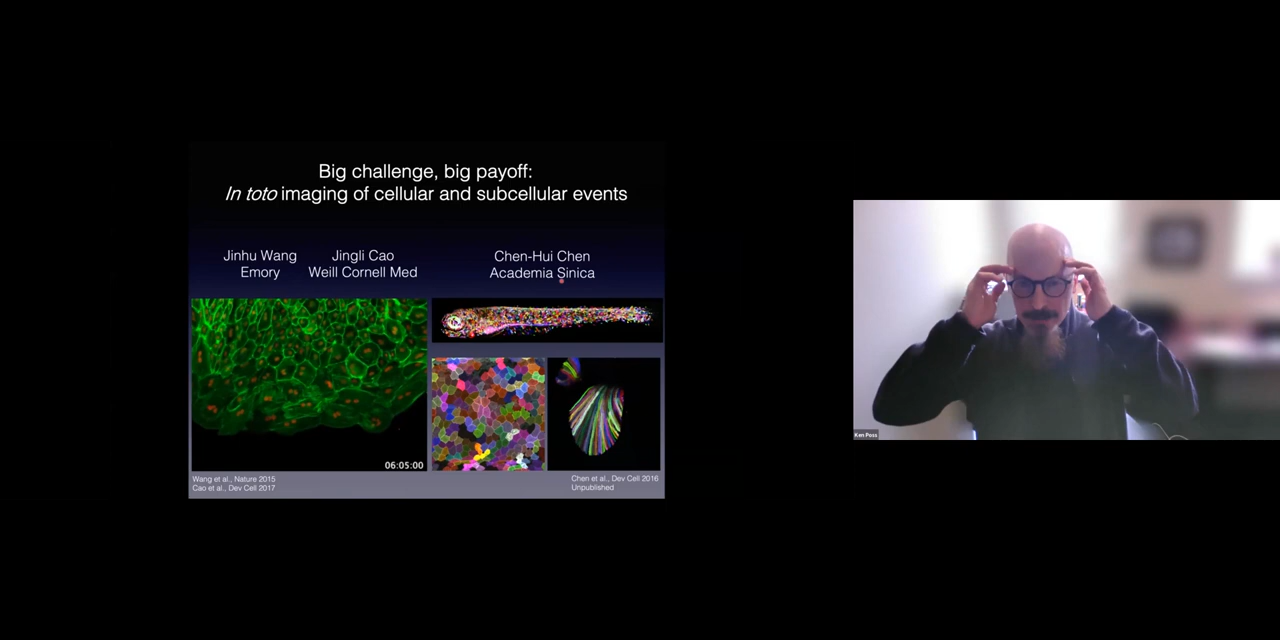 Big challenge, big payoff:
In toto imaging of cellular and subcellular events
Jinhu Wang
Emory
Jingli Cao
Weill Cornell Med
Chen-Hui Chen
Academia Sinica
06:05:00
Wang et al., Nature 2015
Cao et al., Dev Cell 2017
Chen et al., Dev Cell 2016
Unpublished
Ken Poss